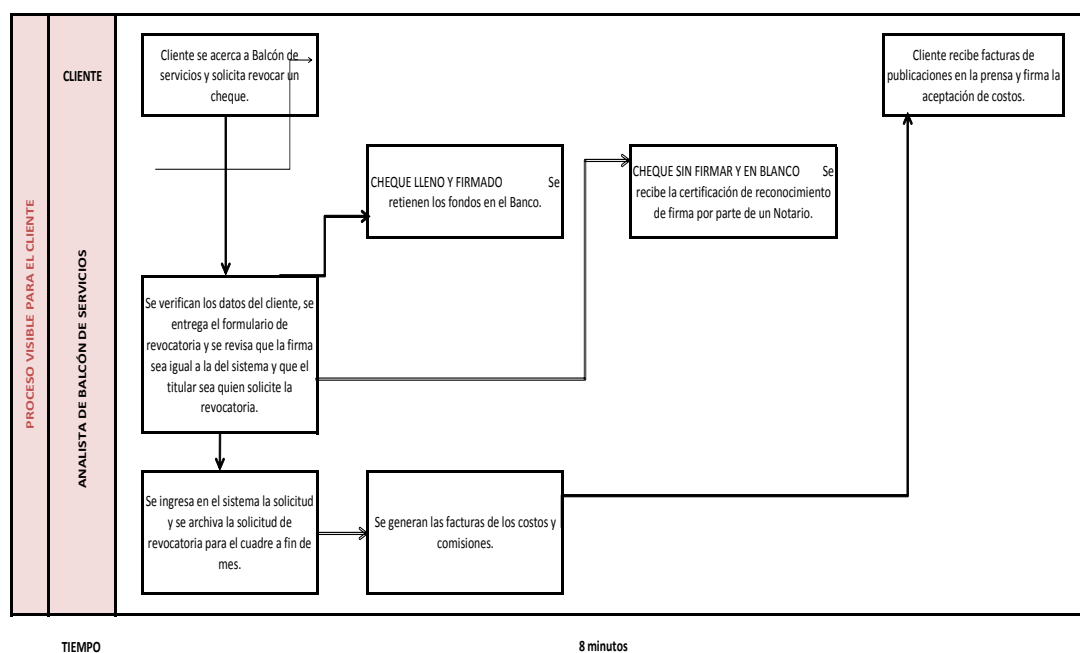 PROCESO VISIBLE PARA EL CLIENTE
CLIENTE
Cliente se acerca a Balcón de
servicios y solicita revocar un
cheque.
Cliente recibe facturas de
publicaciones en la prensa y firma la
aceptación de costos.
ANALISTA DE BALCÓN DE SERVICIOS
CHEQUE LLENO Y FIRMADO Se
retienen los fondos en el Banco.
CHEQUE SIN FIRMAR Y EN BLANCO Se
recibe la certificación de reconocimiento
de firma por parte de un Notario.
Se verifican los datos del cliente, se
entrega el formulario de
revocatoria y se revisa que la firma
sea igual a la del sistema y que el
titular sea quien solicite la
revocatoria.
Se ingresa en el sistema la solicitud
y se archiva la solicitud de
revocatoria para el cuadre a fin de
mes.
Se generan las facturas de los costos y
comisiones.
TIEMPO
8 minutos